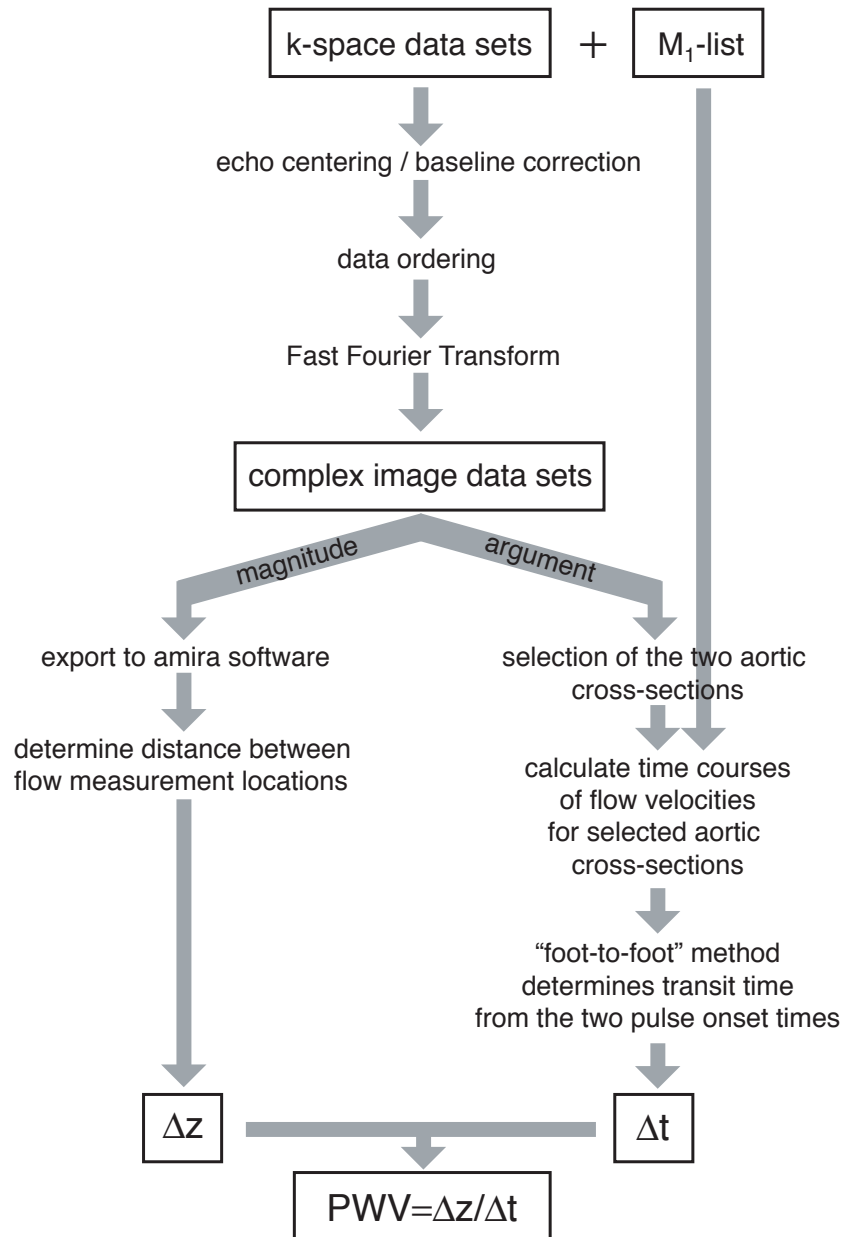 k-space data sets + M₁-list
echo centering / baseline correction
data ordering
Fast Fourier Transform
complex image data sets
magnitude
argument
export to amira software
determine distance between
flow measurement locations
selection of the two aortic
cross-sections
calculate time courses
of flow velocities
for selected aortic
cross-sections
“foot-to-foot” method
determines transit time
from the two pulse onset times
Δz
Δt
PWV=Δz/Δt